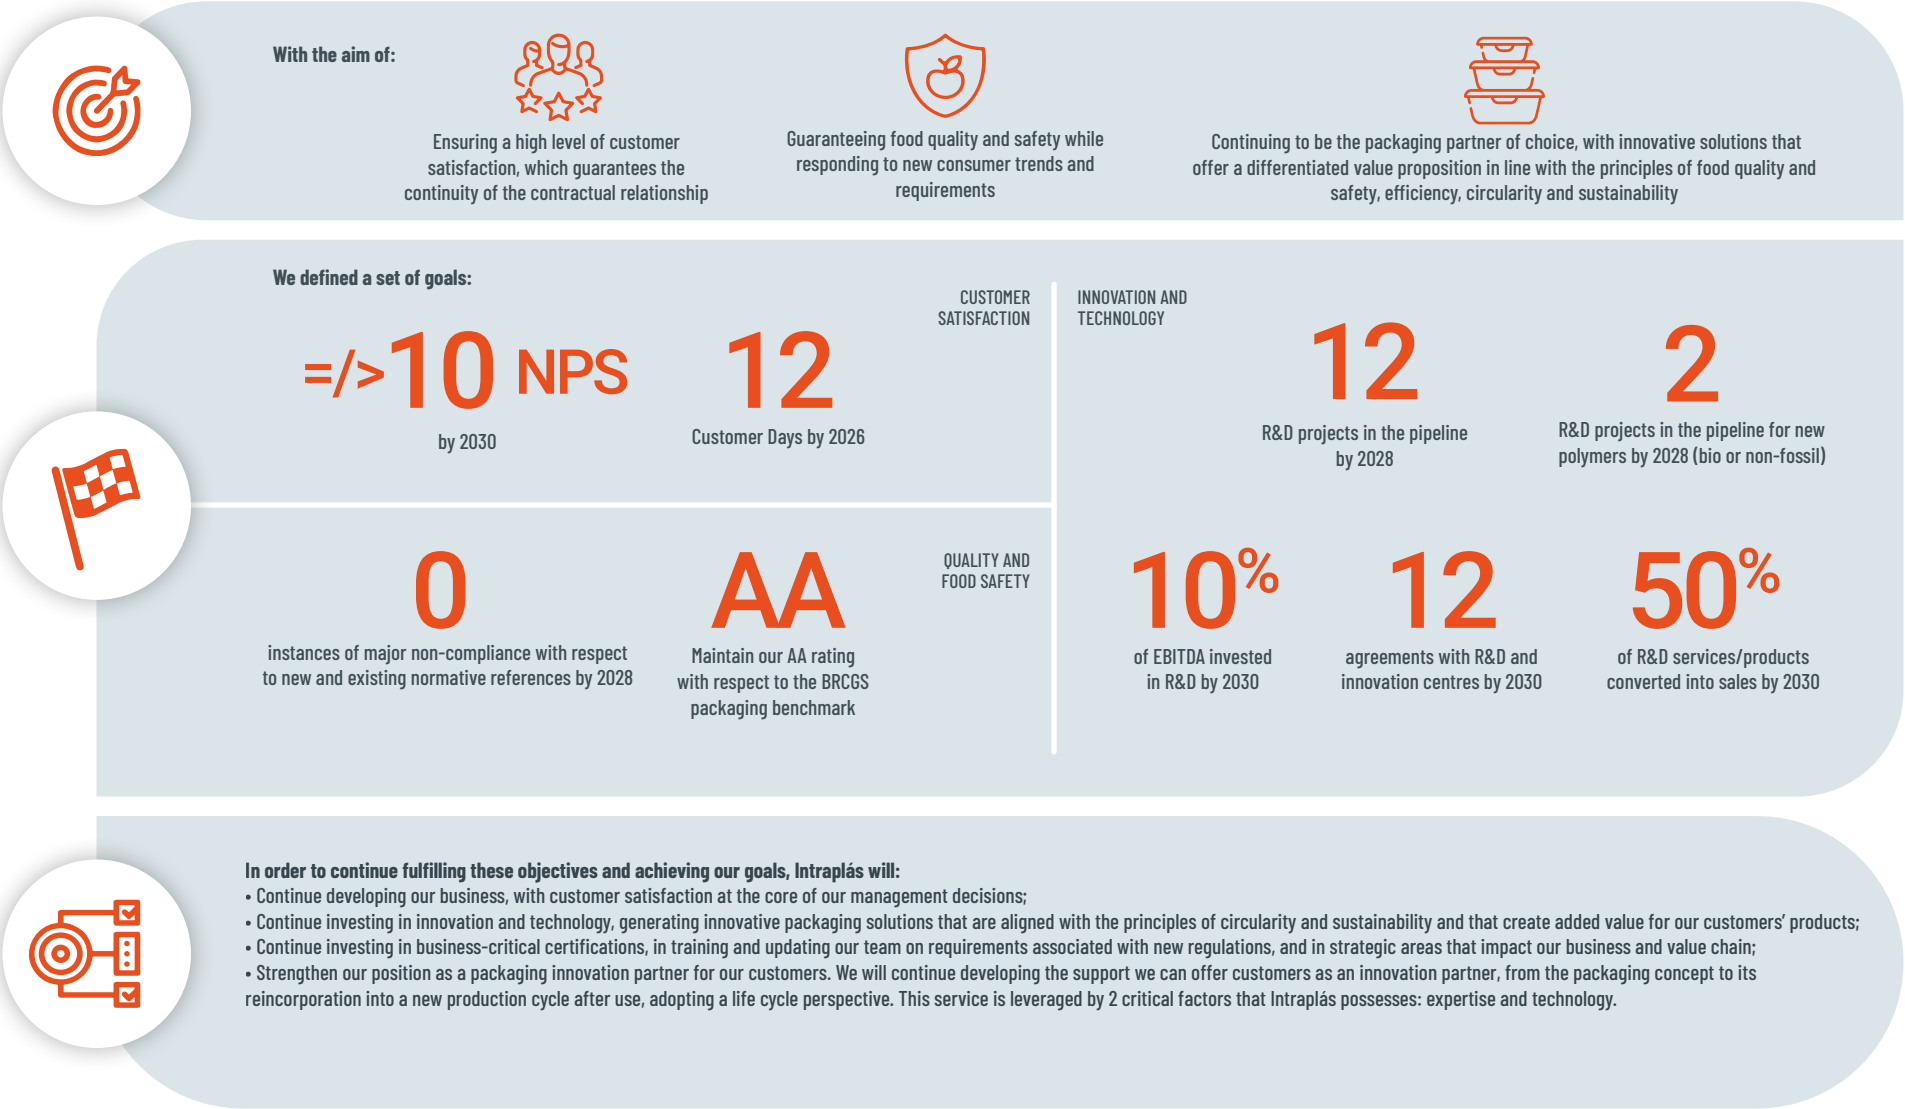 With the aim of:
Ensuring a high level of customer
satisfaction, which guarantees the
continuity of the contractual relationship
Guaranteeing food quality and safety while
responding to new consumer trends and
requirements
Continuing to be the packaging partner of choice, with innovative solutions that
offer a differentiated value proposition in line with the principles of food quality and
safety, efficiency, circularity and sustainability
We defined a set of goals:
CUSTOMER
SATISFACTION
=/>10 NPS
by 2030
12
Customer Days by 2026
INNOVATION AND
TECHNOLOGY
12
R&D projects in the pipeline
by 2028
2
R&D projects in the pipeline for new
polymers by 2028 (bio or non-fossil)
QUALITY AND
FOOD SAFETY
0
instances of major non-compliance with respect
to new and existing normative references by 2028
AA
Maintain our AA rating
with respect to the BRCGS
packaging benchmark
10%
of EBITDA invested
in R&D by 2030
12
agreements with R&D and
innovation centres by 2030
50%
of R&D services/products
converted into sales by 2030
In order to continue fulfilling these objectives and achieving our goals, Intraplás will:
• Continue developing our business, with customer satisfaction at the core of our management decisions;
• Continue investing in innovation and technology, generating innovative packaging solutions that are aligned with the principles of circularity and sustainability and that create added value for our customers’ products;
• Continue investing in business-critical certifications, in training and updating our team on requirements associated with new regulations, and in strategic areas that impact our business and value chain;
• Strengthen our position as a packaging innovation partner for our customers. We will continue developing the support we can offer customers as an innovation partner, from the packaging concept to its
reincorporation into a new production cycle after use, adopting a life cycle perspective. This service is leveraged by 2 critical factors that Intraplás possesses: expertise and technology.